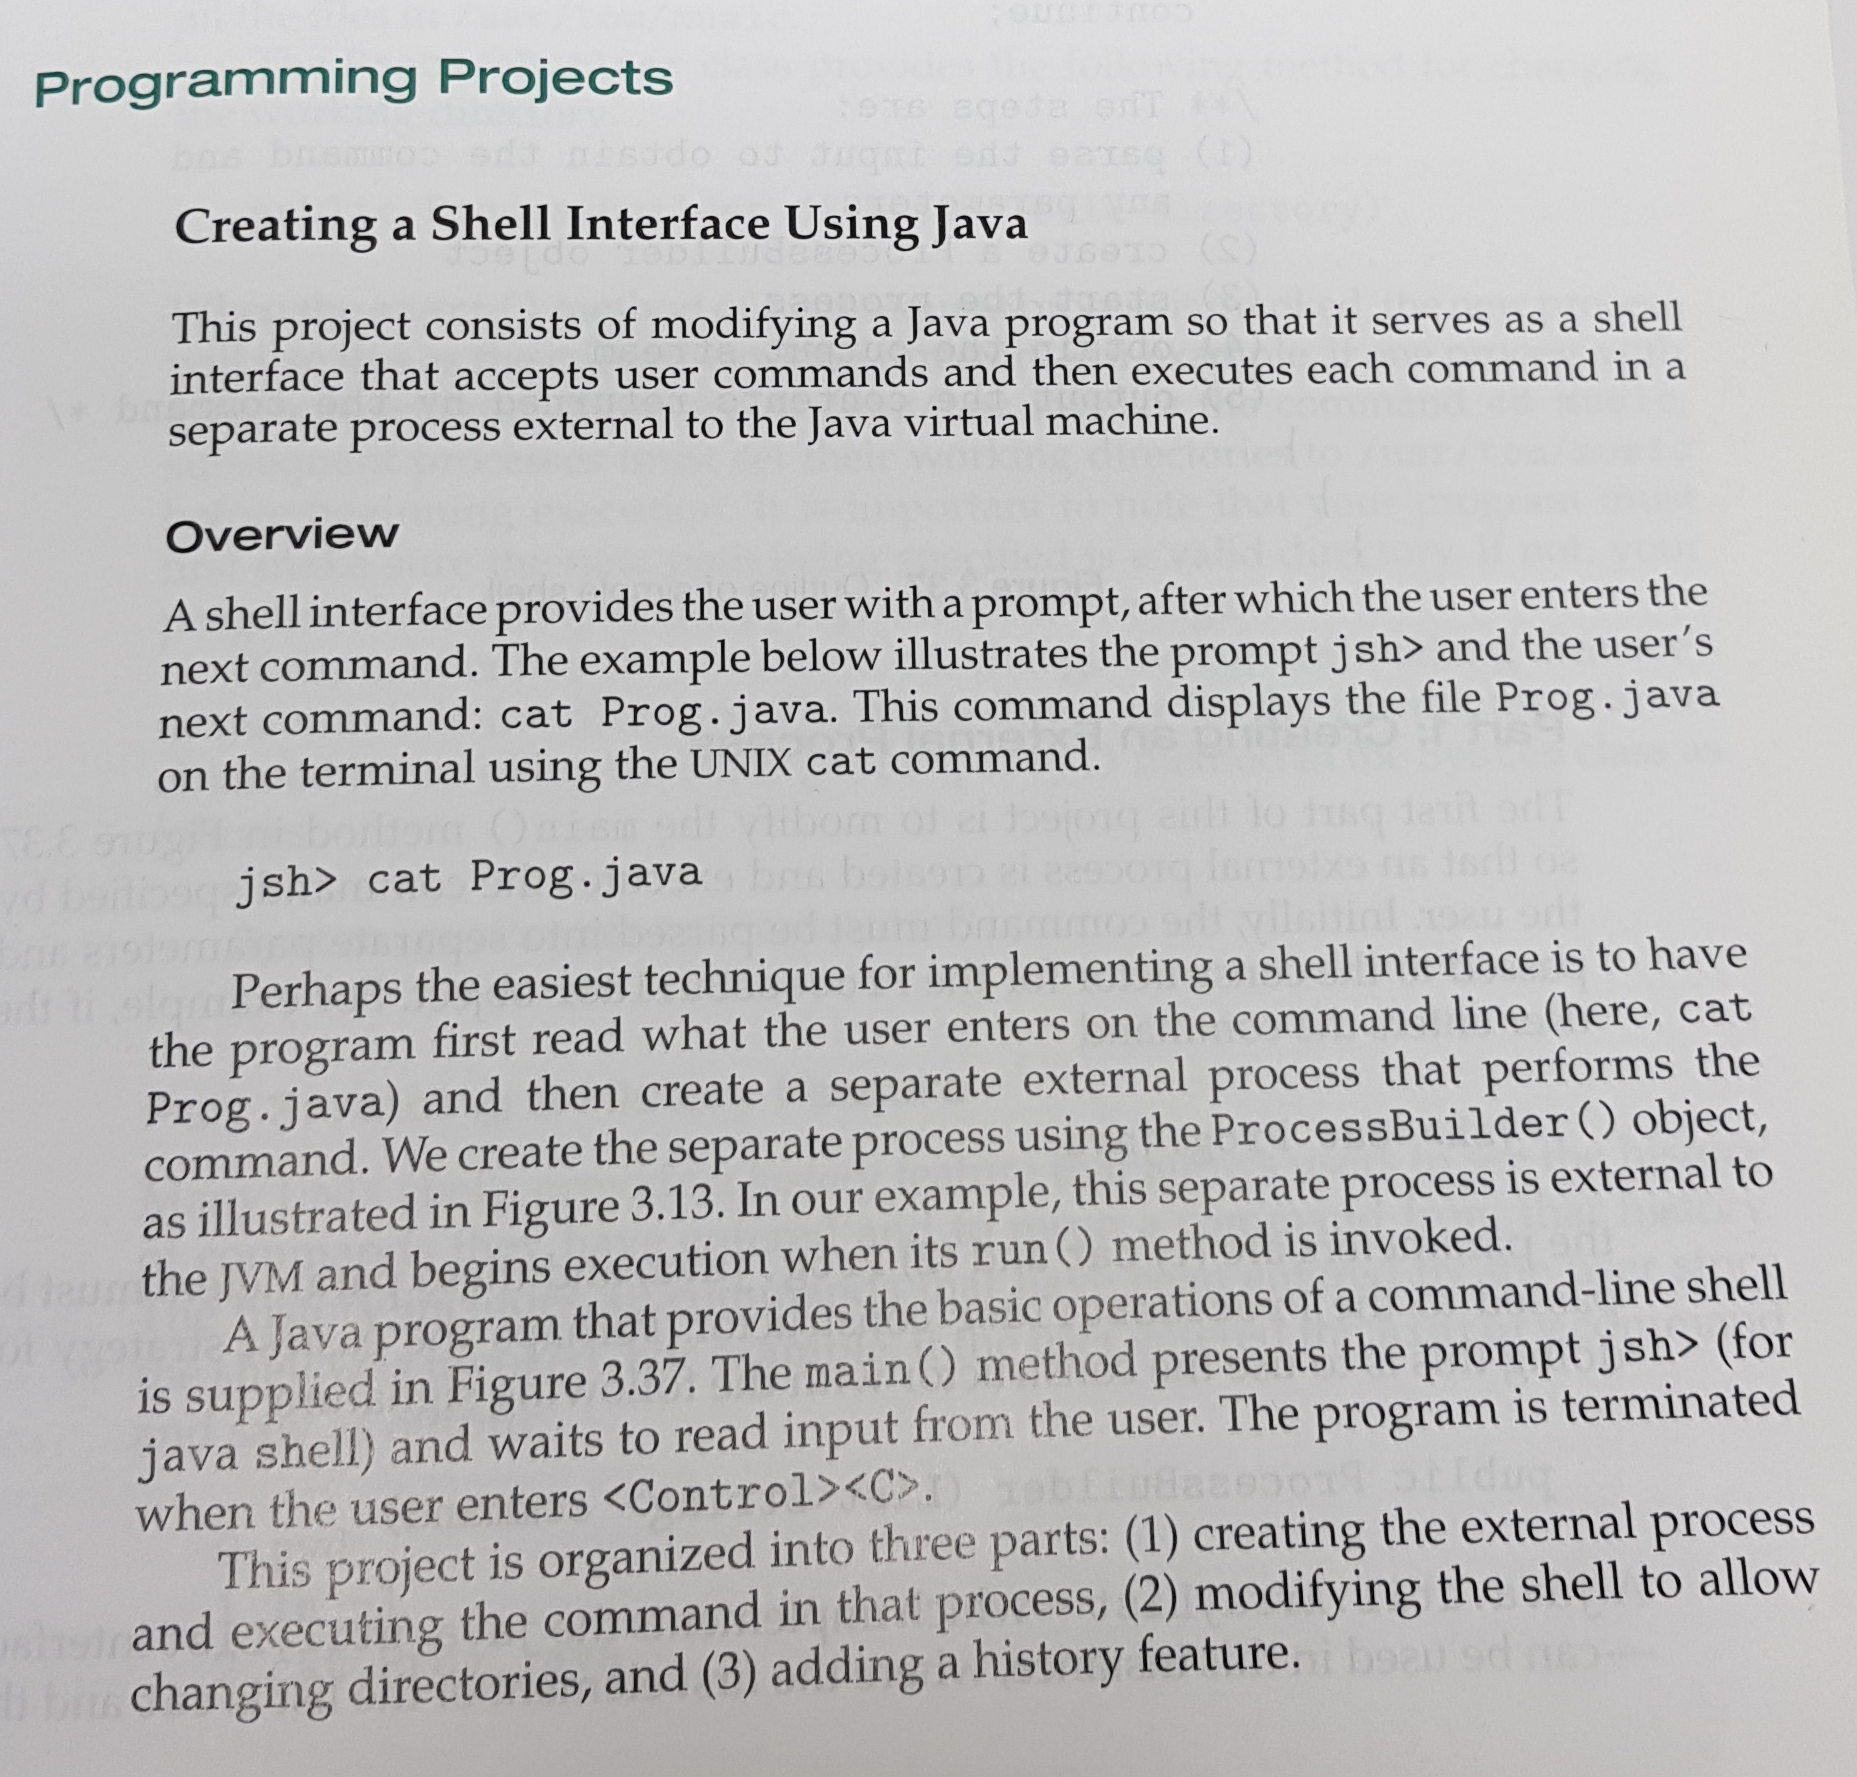 Programming Projects
Creating a Shell Interface Using Java
This project consists of modifying a Java program so that it serves as a shell
interface that accepts user commands and then executes each command in a
separate process external to the Java virtual machine.
Overview
A shell interface provides the user with a prompt, after which the user enters the
next command. The example below illustrates the prompt jsh> and the user's
next command: cat Prog.java. This command displays the file Prog.java
on the terminal using the UNIX cat command.
jsh> cat Prog.java
Perhaps the easiest technique for implementing a shell interface is to have
the program first read what the user enters on the command line (here, cat
Prog.java) and then create a separate external process that performs the
command. We create the separate process using the ProcessBuilder() object,
as illustrated in Figure 3.13. In our example, this separate process is external to
the JVM and begins execution when its run() method is invoked.
A Java program that provides the basic operations of a command-line shell
is supplied in Figure 3.37. The main() method presents the prompt jsh> (for
java shell) and waits to read input from the user. The program is terminated
when the user enters <Control><C>.
This project is organized into three parts: (1) creating the external process
and executing the command in that process, (2) modifying the shell to allow
changing directories, and (3) adding a history feature.